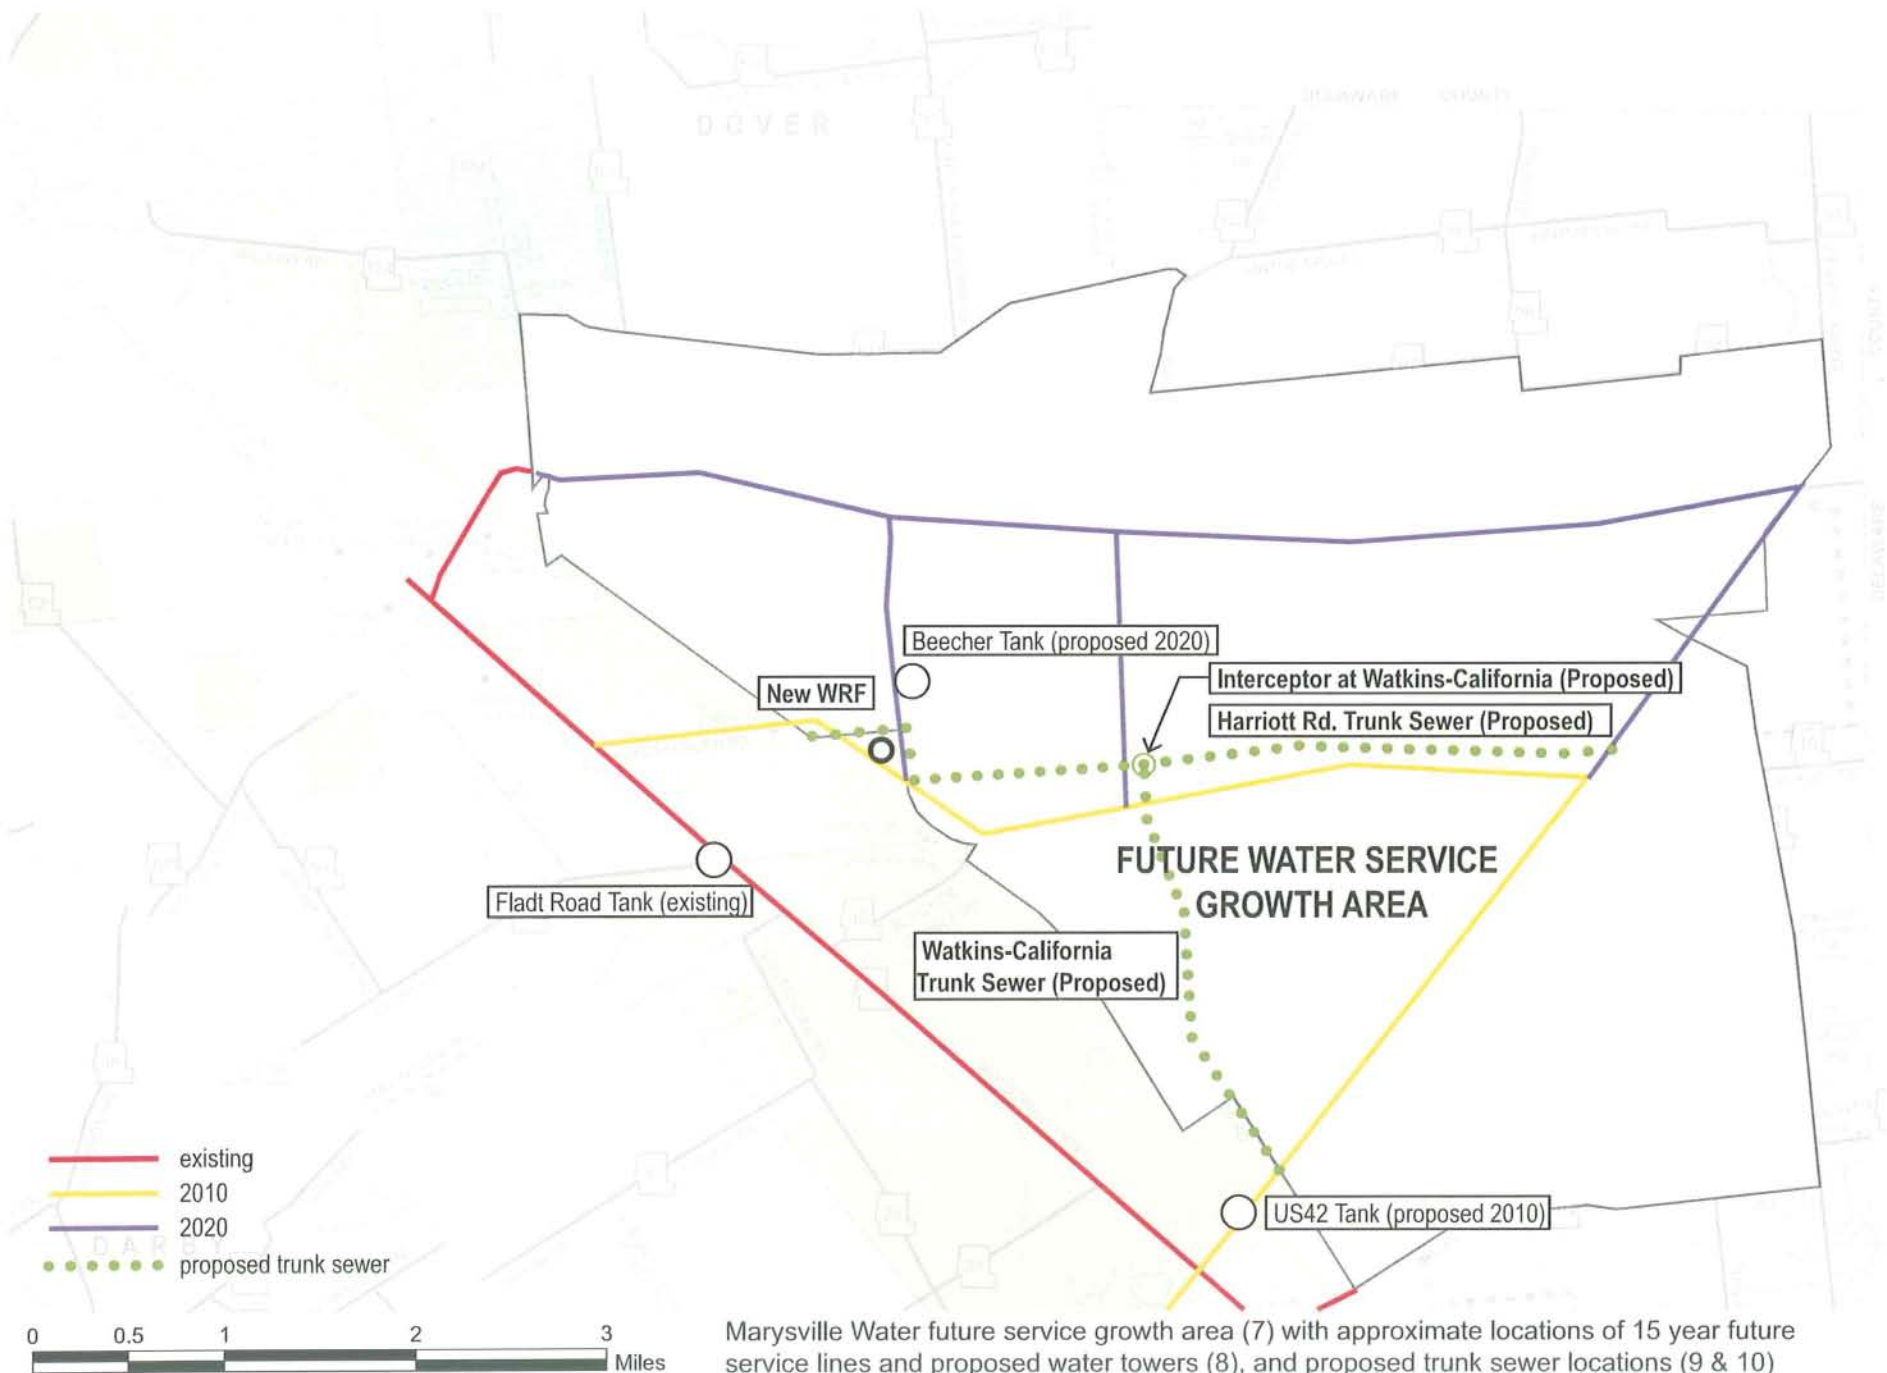 DOVER
DELAWARE COUNTY
Beecher Tank (proposed 2020)
New WRF
Interceptor at Watkins-California (Proposed)
Harriott Rd. Trunk Sewer (Proposed)
FUTURE WATER SERVICE
GROWTH AREA
Fladt Road Tank (existing)
Watkins-California
Trunk Sewer (Proposed)
US42 Tank (proposed 2010)
existing
2010
2020
DARBY
proposed trunk sewer
0 0.5 1 2 3
Miles
Marysville Water future service growth area (7) with approximate locations of 15 year future
service lines and proposed water towers (8), and proposed trunk sewer locations (9 & 10)